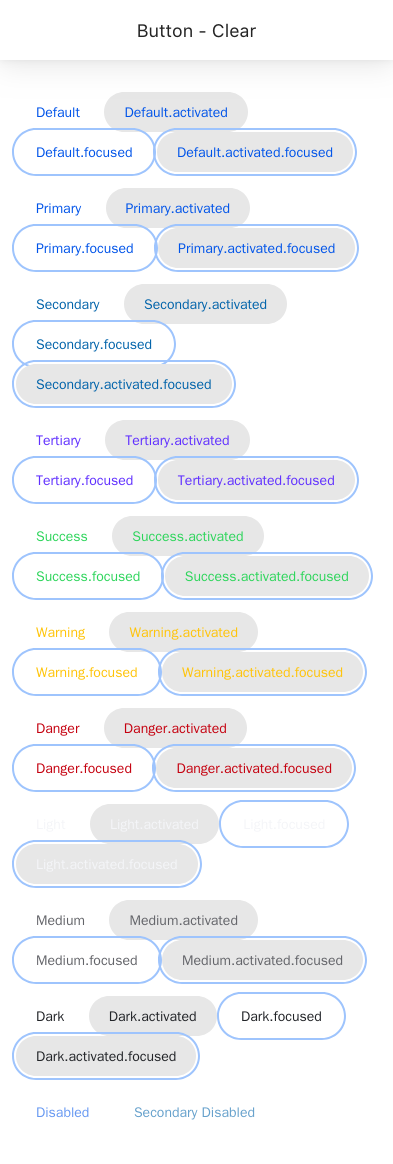 Button - Clear
Default Default.activated
Default.focused Default.activated.focused
Primary Primary.activated
Primary.focused Primary.activated.focused
Secondary Secondary.activated
Secondary.focused
Secondary.activated.focused
Tertiary Tertiary.activated
Tertiary.focused Tertiary.activated.focused
Success Success.activated
Success.focused Success.activated.focused
Warning Warning.activated
Warning.focused Warning.activated.focused
Danger Danger.activated
Danger.focused Danger.activated.focused
Light Light.activated Light.focused
Light.activated.focused
Medium Medium.activated
Medium.focused Medium.activated.focused
Dark Dark.activated Dark.focused
Dark.activated.focused
Disabled Secondary Disabled